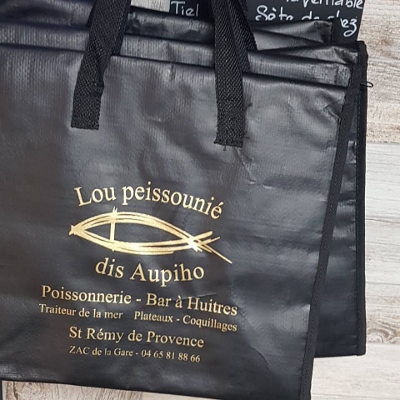 Tiel
Lou peissounié
dis Aupiho
Poissonnerie - Bar à Huitres
Traiteur de la mer Plateaux - Coquillages
St Rémy de Provence
ZAC de la Gare - 04 65 81 88 66